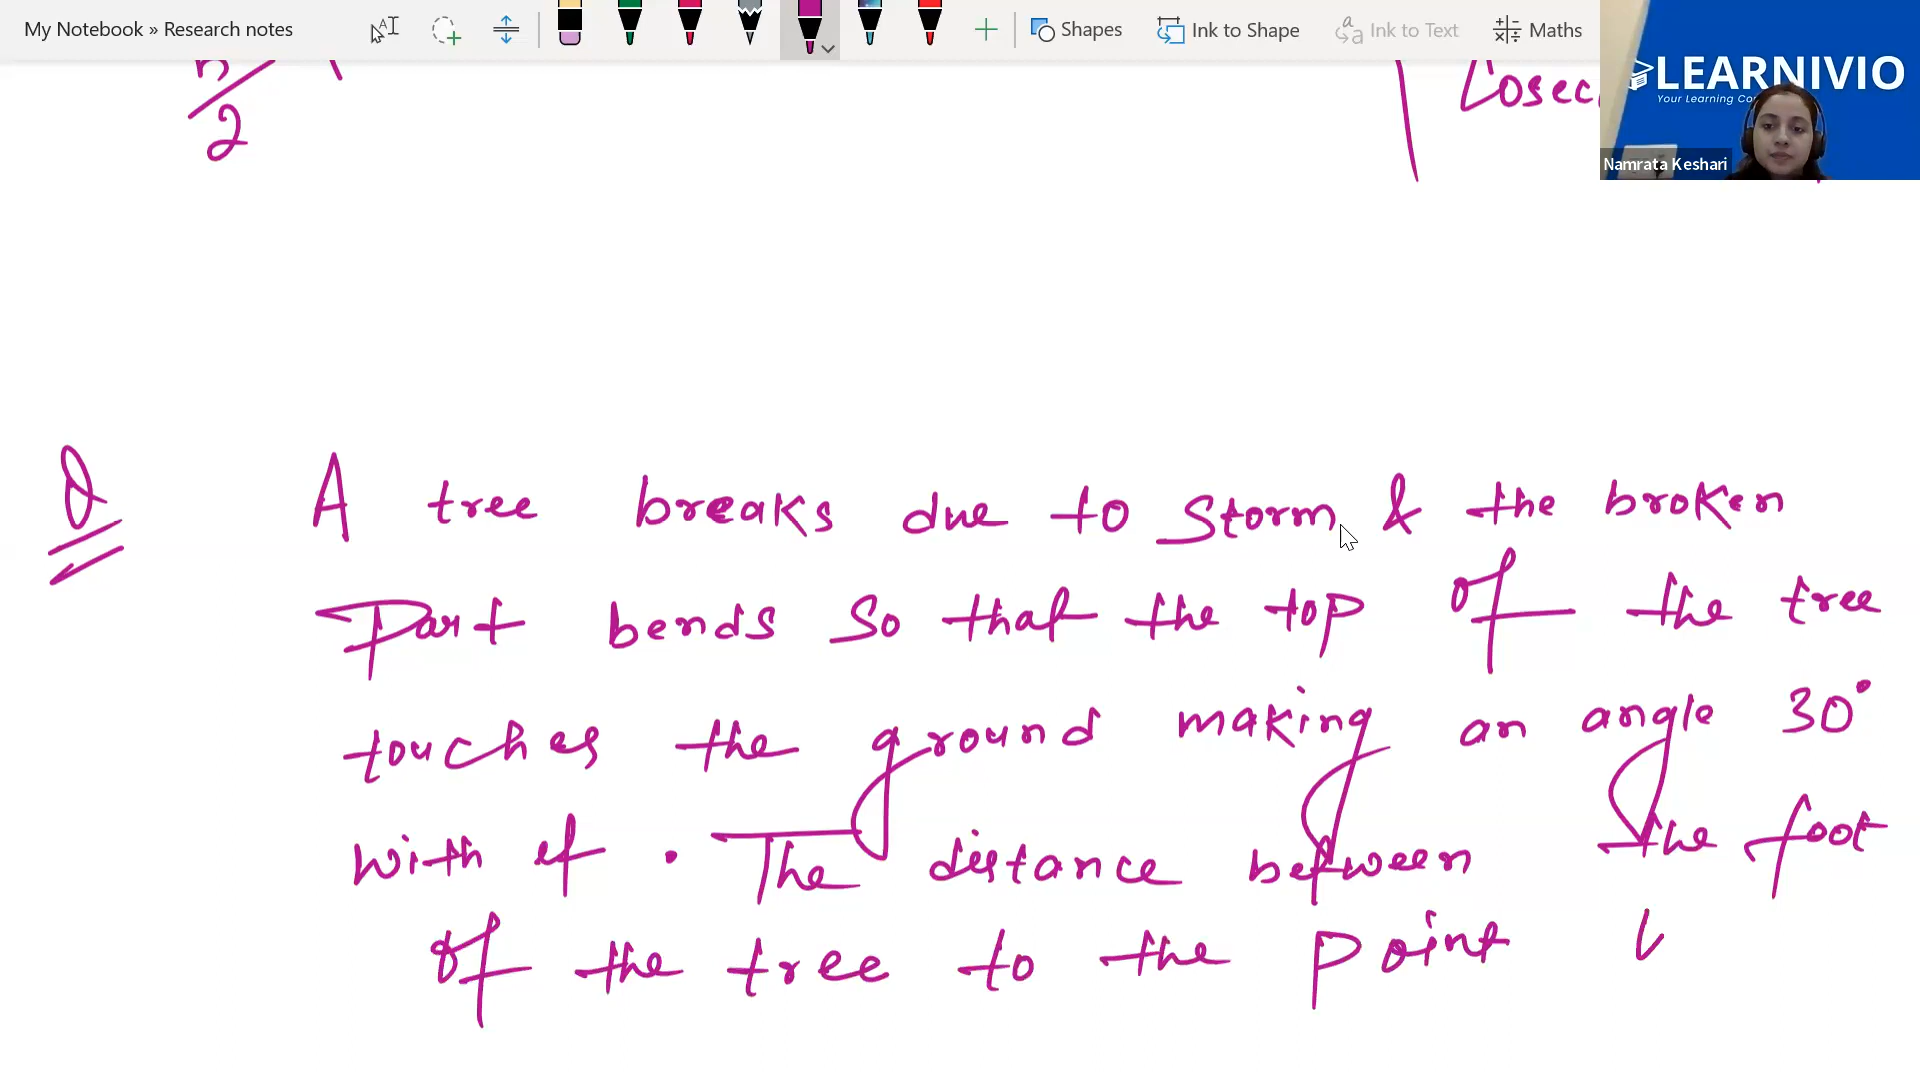 My Notebook » Research notes
Shapes
Ink to Shape
Ink to Text
Maths
LEARNIVIO
Your Learning
Namrata Keshari
π/2
Cosec
Q
A tree breaks due to Storm & the broken
Part bends So that the top of the tree
touches the ground making an angle 30°
with it. The distance between the foot
of the tree to the point